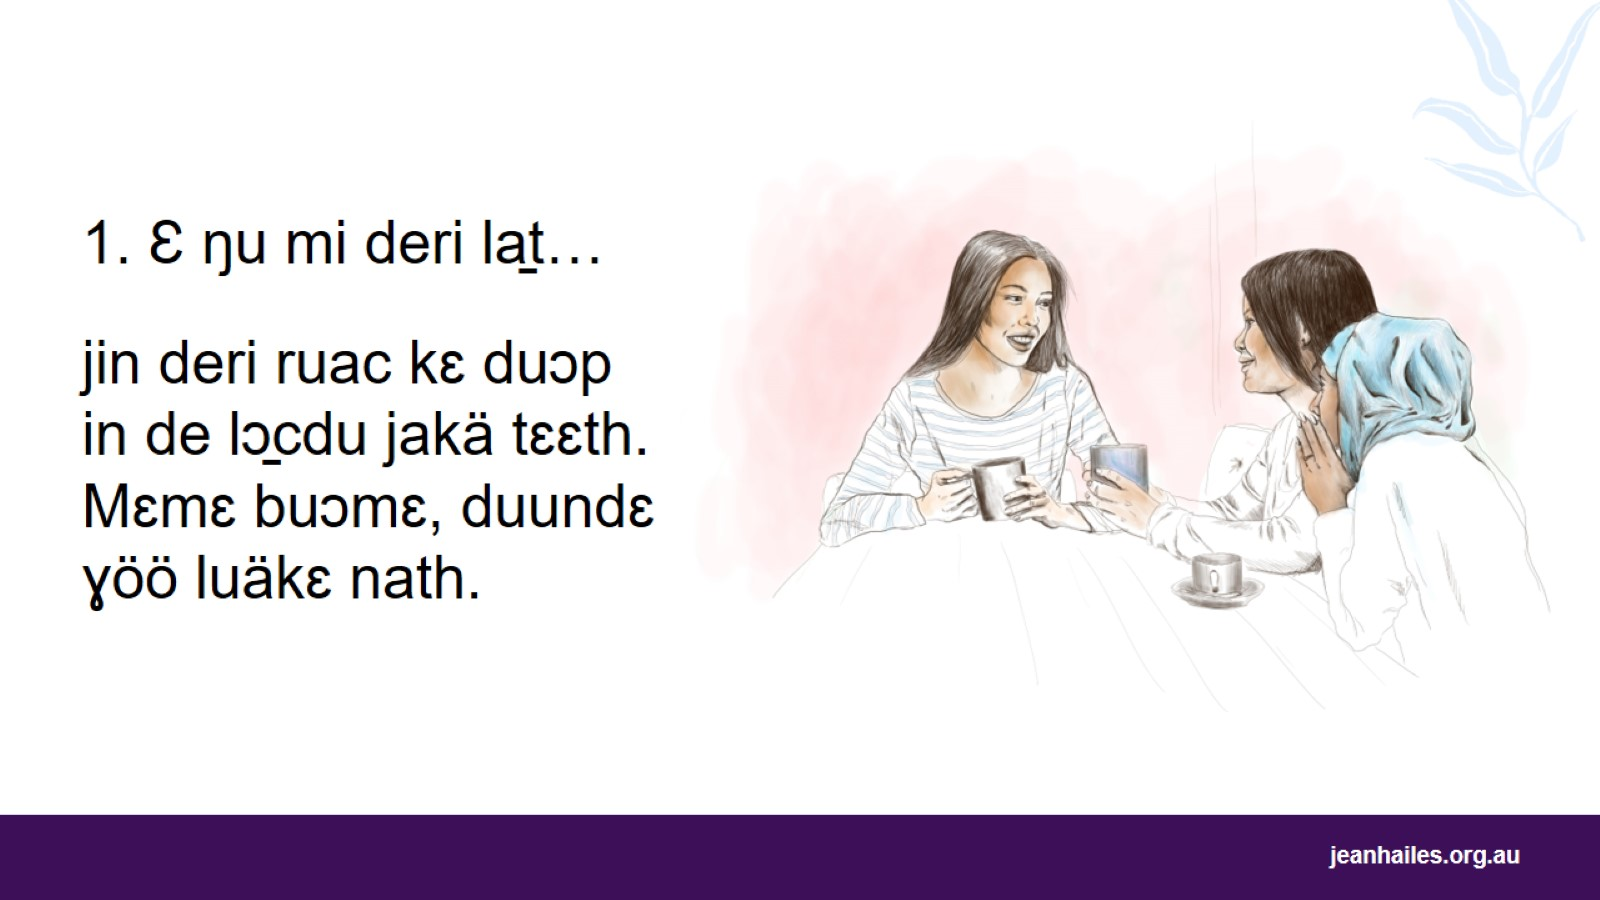 1. Ɛ ŋu mi deri la̱t…
jin deri ruac kɛ duɔp
in de lɔ̱cdu jakä tɛɛth.
Mɛmɛ buɔmɛ, duundɛ
ɣöö luäkɛ nath.
jeanhailes.org.au